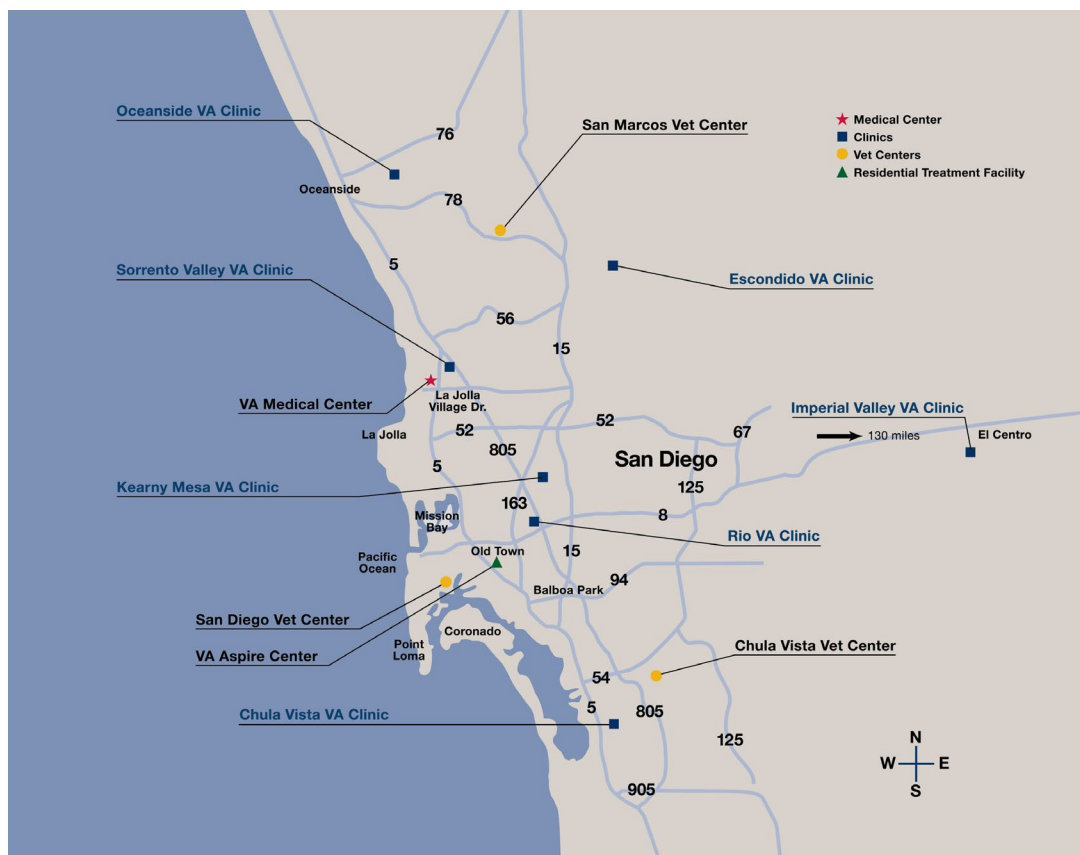 Oceanside VA Clinic
76
San Marcos Vet Center
Medical Center
Clinics
Vet Centers
Residential Treatment Facility
Oceanside
78
5
Sorrento Valley VA Clinic
Escondido VA Clinic
56
15
VA Medical Center
La Jolla
Village Dr.
Imperial Valley VA Clinic
52
52
67
130 miles
El Centro
La Jolla
805
San Diego
5
Kearny Mesa VA Clinic
125
163
8
Mission
Bay
Rio VA Clinic
Old Town
15
Pacific
Ocean
94
Balboa Park
San Diego Vet Center
Coronado
Point
Loma
VA Aspire Center
Chula Vista Vet Center
54
5
805
Chula Vista VA Clinic
125
905
N
W
E
S